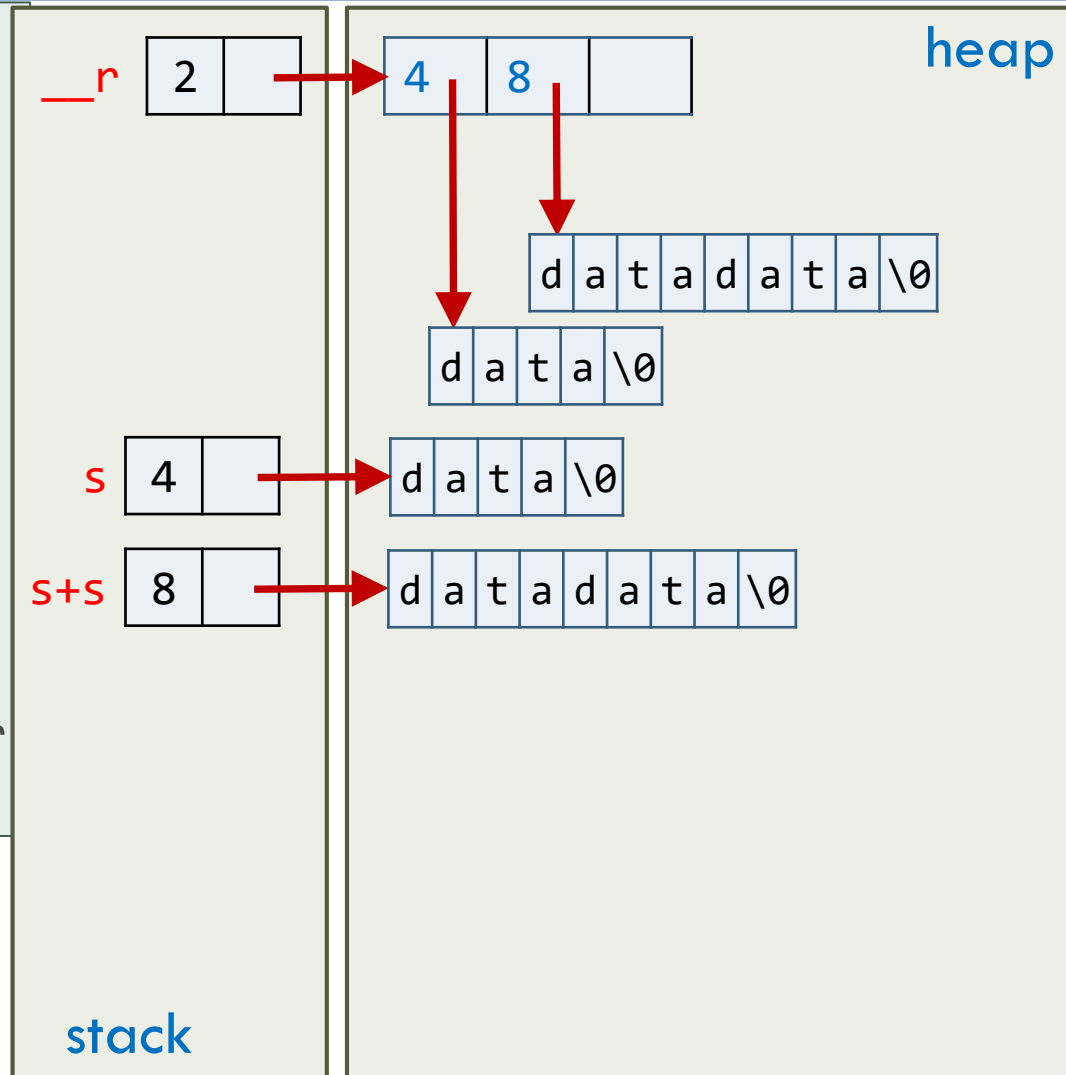 heap
__r 2 4 8
d a t a d a t a \0
d a t a \0
s 4 d a t a \0
s+s 8 d a t a d a t a \0
stack